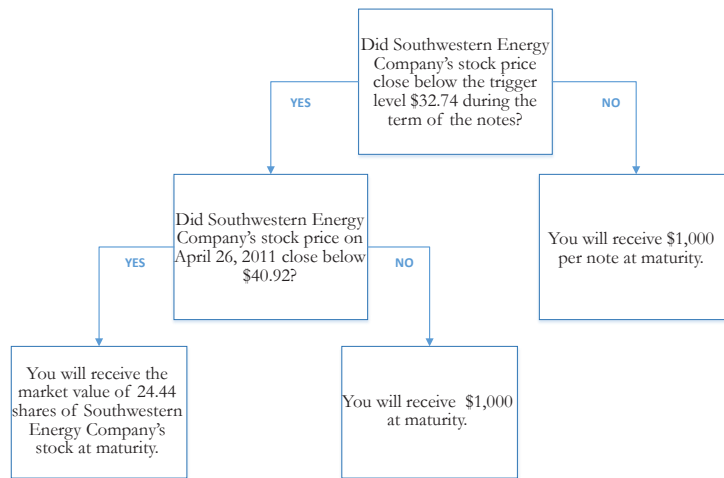 Did Southwestern Energy
Company's stock price
close below the trigger
level $32.74 during the
term of the notes?
YES
NO
Did Southwestern Energy
Company's stock price on
April 26, 2011 close below
$40.92?
You will receive $1,000
per note at maturity.
YES
NO
You will receive the
market value of 24.44
shares of Southwestern
Energy Company's
stock at maturity.
You will receive $1,000
at maturity.